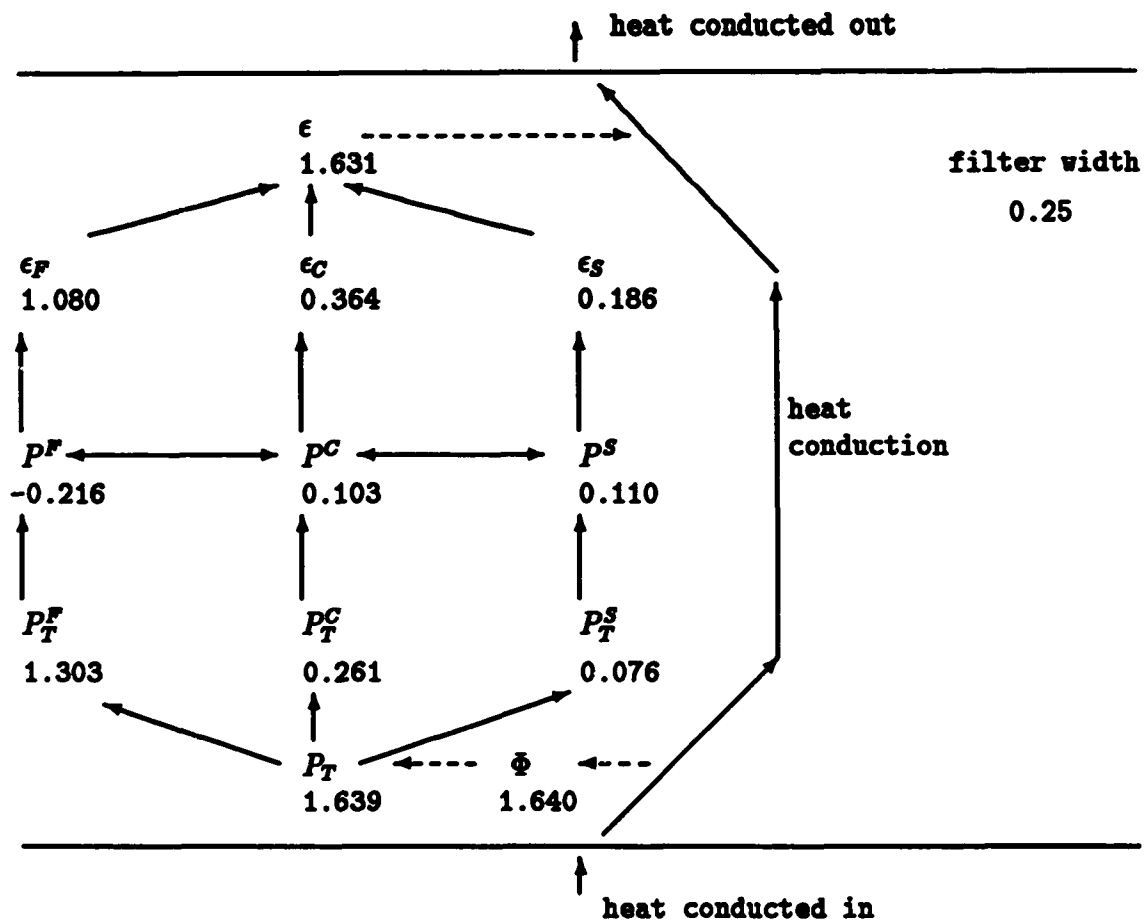 heat conducted out
ϵ
1.631
filter width
0.25
ϵ_F
1.080
ϵ_C
0.364
ϵ_S
0.186
heat
conduction
P^F
-0.216
P^C
0.103
P^S
0.110
P_T^F
1.303
P_T^C
0.261
P_T^S
0.076
P_T
1.639
Φ
1.640
heat conducted in